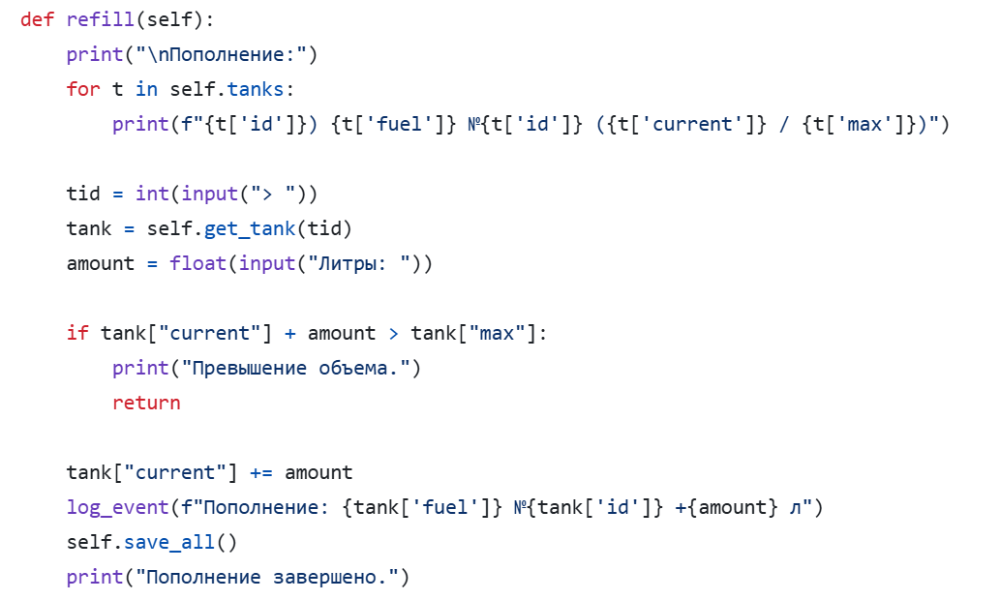 def refill(self):
    print("\nПополнение:")
    for t in self.tanks:
        print(f"{t['id']}) {t['fuel']} №{t['id']} ({t['current']} / {t['max']})")

    tid = int(input("> "))
    tank = self.get_tank(tid)
    amount = float(input("Литры: "))

    if tank["current"] + amount > tank["max"]:
        print("Превышение объема.")
        return

    tank["current"] += amount
    log_event(f"Пополнение: {tank['fuel']} №{tank['id']} +{amount} л")
    self.save_all()
    print("Пополнение завершено.")